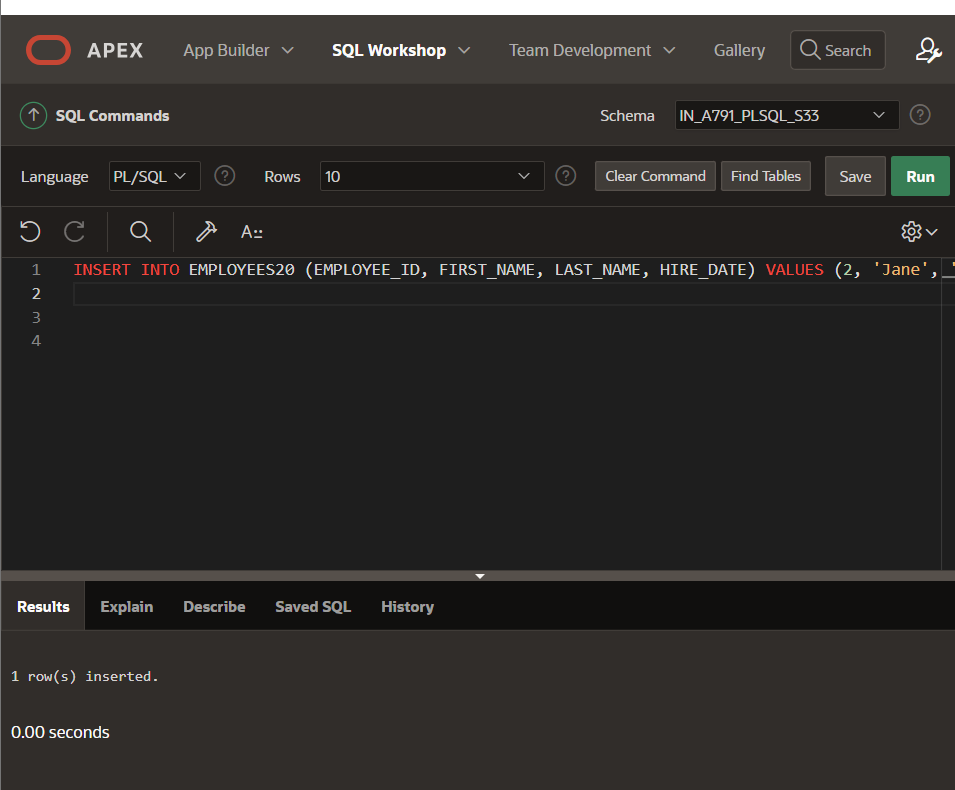 APEX App Builder SQL Workshop Team Development Gallery Search
SQL Commands Schema IN_A791_PLSQL_S33
Language PL/SQL Rows 10 Clear Command Find Tables Save Run
A::
1 INSERT INTO EMPLOYEES20 (EMPLOYEE_ID, FIRST_NAME, LAST_NAME, HIRE_DATE) VALUES (2, 'Jane', '
2
3
4
Results Explain Describe Saved SQL History
1 row(s) inserted.
0.00 seconds